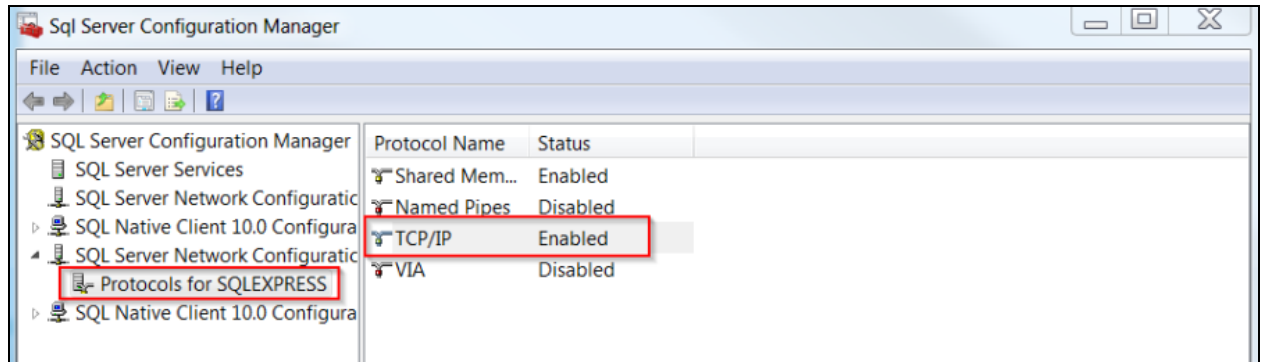 Sql Server Configuration Manager
File Action View Help
SQL Server Configuration Manager
SQL Server Services
SQL Server Network Configuratic
SQL Native Client 10.0 Configura
SQL Server Network Configuratic
Protocols for SQLEXPRESS
SQL Native Client 10.0 Configura
Protocol Name Status
Shared Mem... Enabled
Named Pipes Disabled
TCP/IP Enabled
VIA Disabled